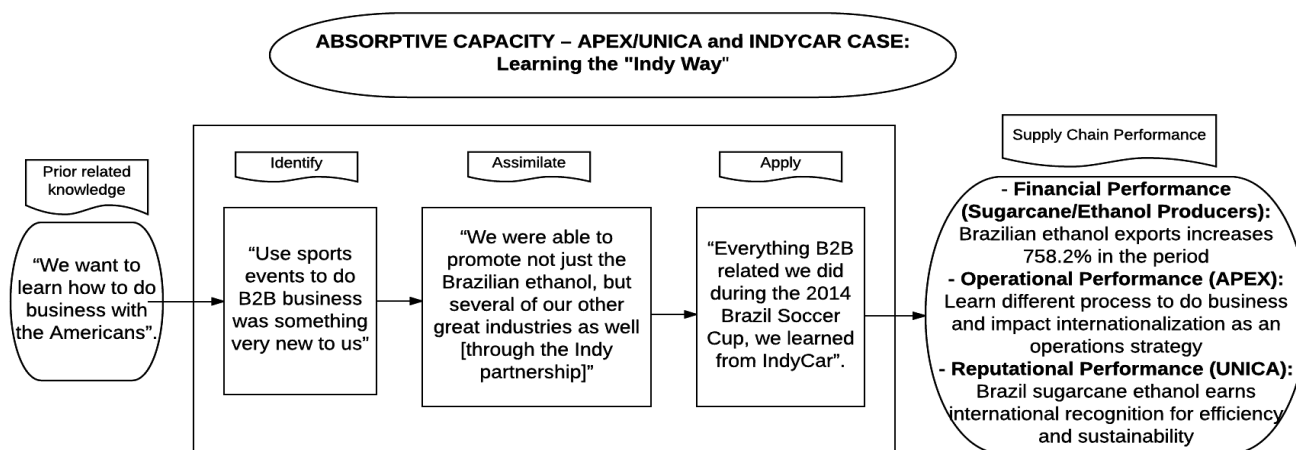 ABSORPTIVE CAPACITY – APEX/UNICA and INDYCAR CASE:
Learning the "Indy Way"
Prior related
knowledge
“We want to
learn how to do
business with
the Americans”.
Identify
“Use sports
events to do
B2B business
was something
very new to us"
Assimilate
“We were able to
promote not just the
Brazilian ethanol, but
several of our other
great industries as well
[through the Indy
partnership]”
Apply
“Everything B2B
related we did
during the 2014
Brazil Soccer
Cup, we learned
from IndyCar”.
Supply Chain Performance
- Financial Performance
(Sugarcane/Ethanol Producers):
Brazilian ethanol exports increases
758.2% in the period
- Operational Performance (APEX):
Learn different process to do business
and impact internationalization as an
operations strategy
- Reputational Performance (UNICA):
Brazil sugarcane ethanol earns
international recognition for efficiency
and sustainability